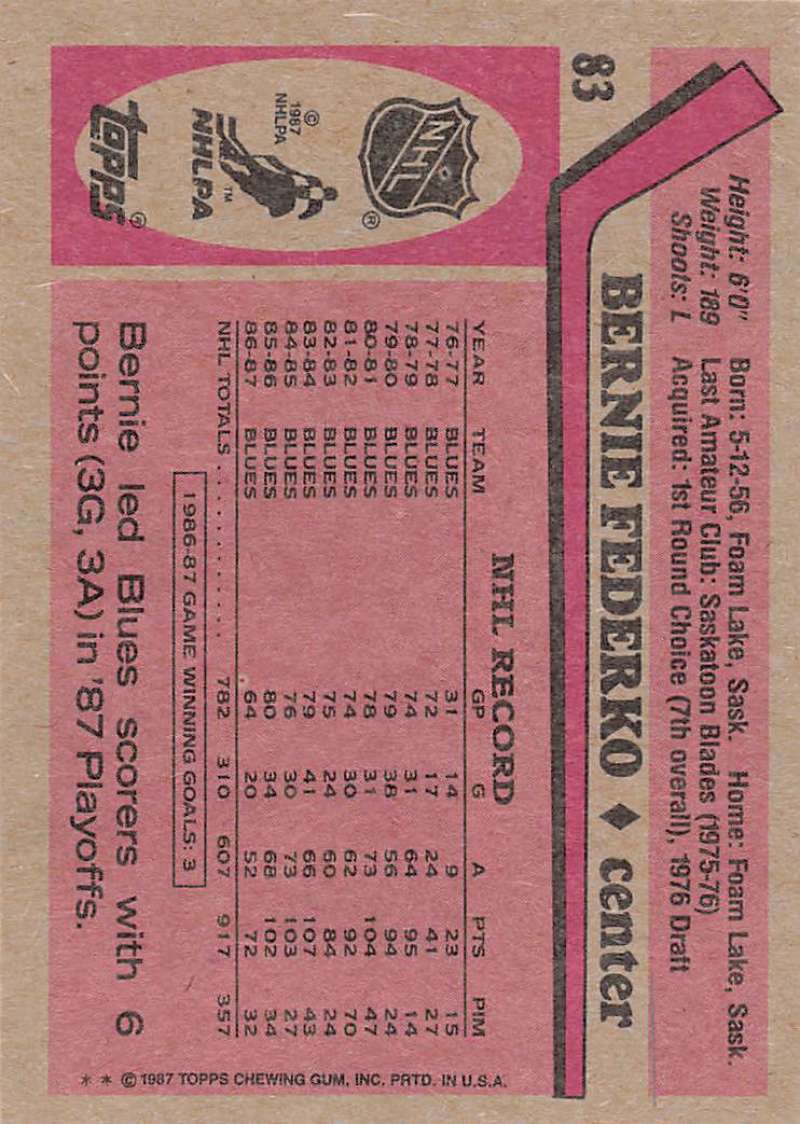 83
Height: 6'0" Born: 5-12-56, Foam Lake, Sask. Home: Foam Lake, Sask.
Weight: 189 Last Amateur Club: Saskatoon Blades (1975-76)
Shoots: L Acquired: 1st Round Choice (7th overall), 1976 Draft
BERNIE FEDERKO ♦ center
NHL
®
© 1987 NHLPA
™
NHLPA
TOPPS®
NHL RECORD
YEAR TEAM GP G A PTS PIM
76-77 BLUES 31 14 9 23 15
77-78 BLUES 72 17 24 41 27
78-79 BLUES 74 31 64 95 14
79-80 BLUES 79 38 56 94 24
80-81 BLUES 78 31 73 104 47
81-82 BLUES 74 30 62 92 70
82-83 BLUES 75 24 60 84 24
83-84 BLUES 79 41 66 107 43
84-85 BLUES 76 30 73 103 27
85-86 BLUES 80 34 68 102 34
86-87 BLUES 64 20 52 72 32
NHL TOTALS . . . . . . . . . . . 782 310 607 917 357
1986-87 GAME WINNING GOALS: 3
Bernie led Blues scorers with 6
points (3G, 3A) in '87 Playoffs.
* * © 1987 TOPPS CHEWING GUM, INC. PRTD. IN U.S.A.